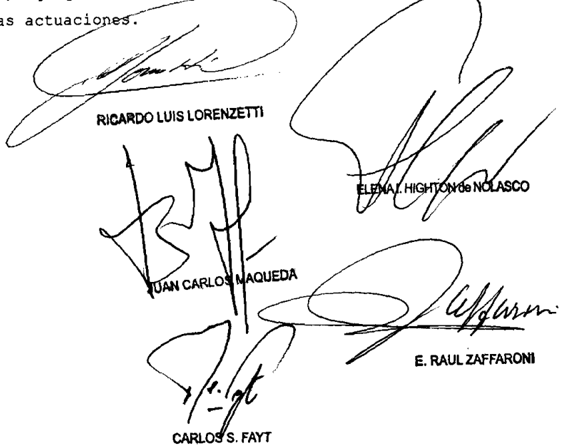 as actuaciones.
RICARDO LUIS LORENZETTI
ELENA I. HIGHTON de NOLASCO
JUAN CARLOS MAQUEDA
E. RAUL ZAFFARONI
CARLOS S. FAYT